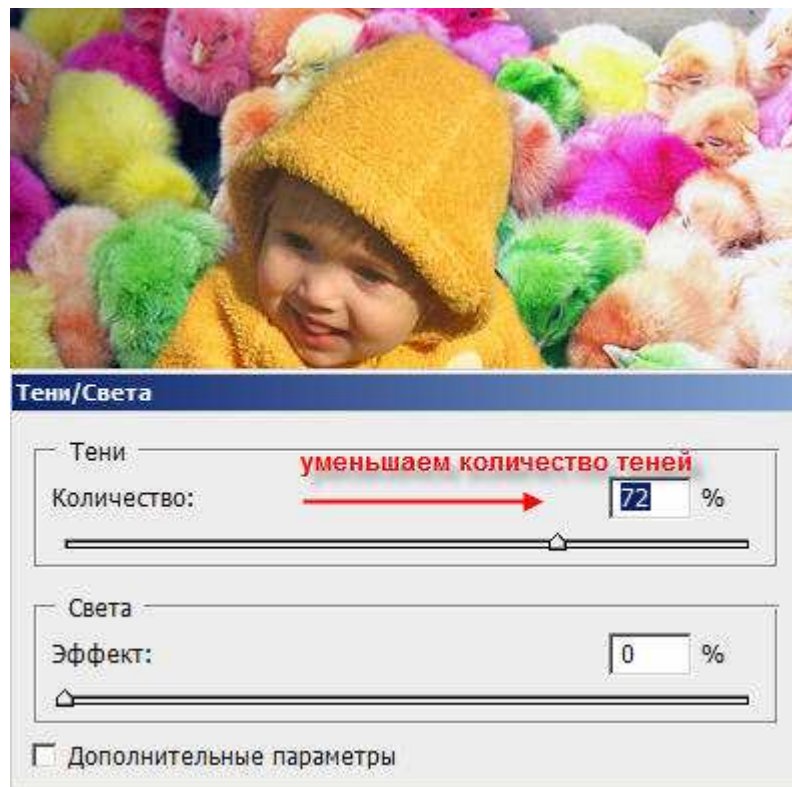 Тени/Света
Тени
уменьшаем количество теней
Количество: 72 %
Света
Эффект: 0 %
Дополнительные параметры